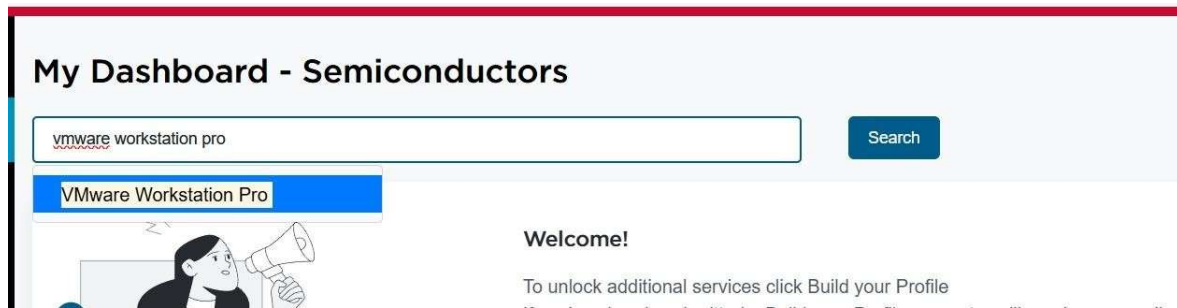 My Dashboard - Semiconductors
vmware workstation pro
Search
VMware Workstation Pro
Welcome!
To unlock additional services click Build your Profile